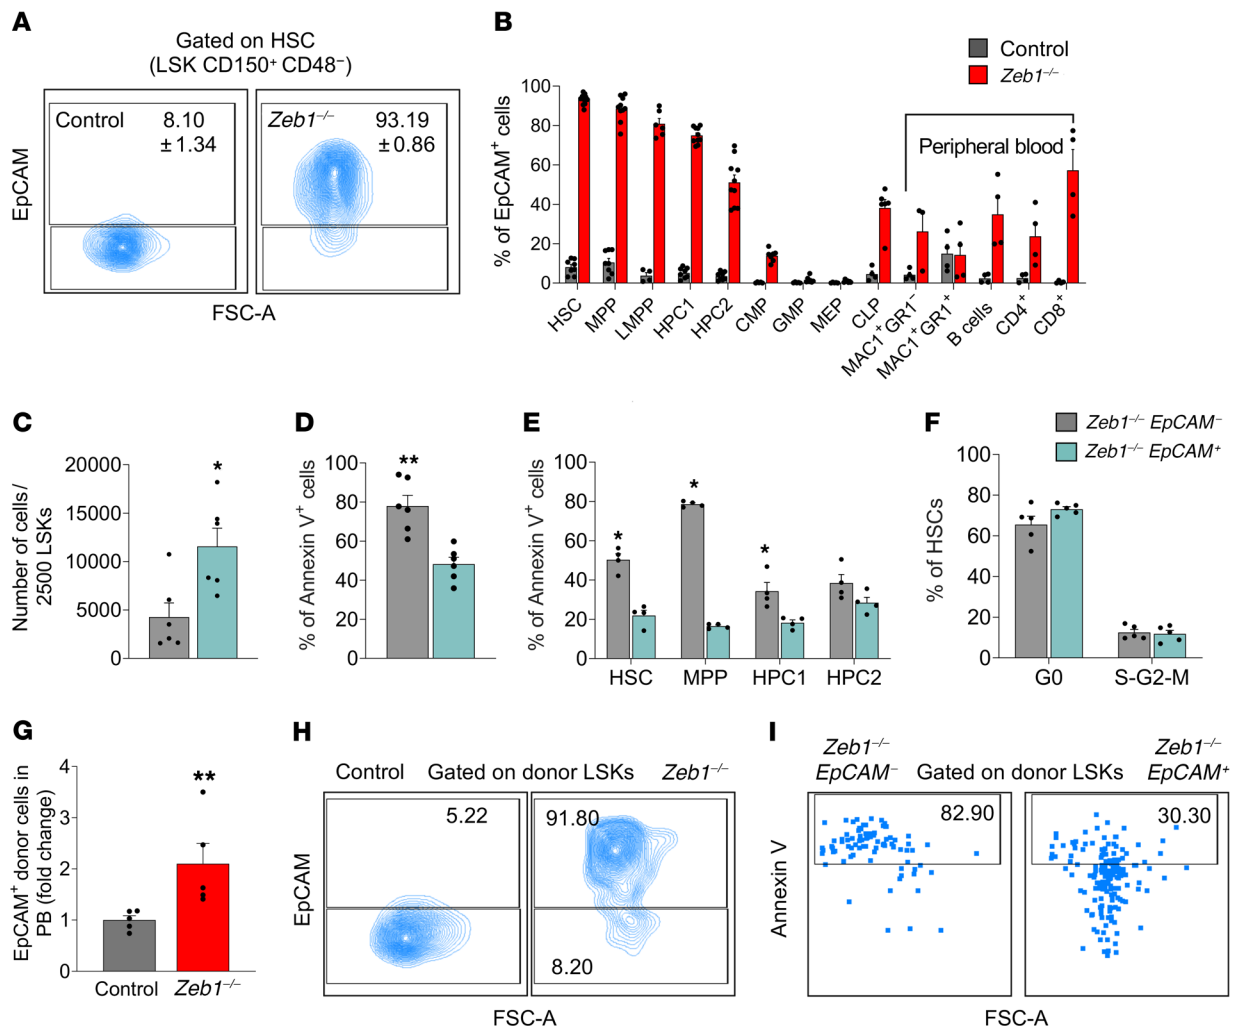 A
Gated on HSC
(LSK CD150⁺ CD48⁻)
EpCAM
Control
8.10
±1.34
Zeb1⁻/⁻
93.19
±0.86
FSC-A
B
Control
Zeb1⁻/⁻
% of EpCAM⁺ cells
100
80
60
40
20
0
Peripheral blood
HSC
MPP
LMPP
HPC1
HPC2
CMP
GMP
MEP
CLP
MAC1⁺GR1⁻
MAC1⁺GR1⁺
B cells
CD4⁺
CD8⁺
C
Number of cells/
2500 LSKs
20000
15000
10000
5000
0
*
D
% of Annexin V⁺ cells
100
80
60
40
20
0
**
E
% of Annexin V⁺ cells
100
80
60
40
20
0
*
*
*
HSC
MPP
HPC1
HPC2
F
Zeb1⁻/⁻ EpCAM⁻
Zeb1⁻/⁻ EpCAM⁺
% of HSCs
100
80
60
40
20
0
G0
S-G2-M
G
EpCAM⁺ donor cells in
PB (fold change)
4
3
2
1
0
**
Control
Zeb1⁻/⁻
H
Control
Gated on donor LSKs
Zeb1⁻/⁻
EpCAM
5.22
91.80
8.20
FSC-A
I
Zeb1⁻/⁻
EpCAM⁻
Gated on donor LSKs
Zeb1⁻/⁻
EpCAM⁺
Annexin V
82.90
30.30
FSC-A